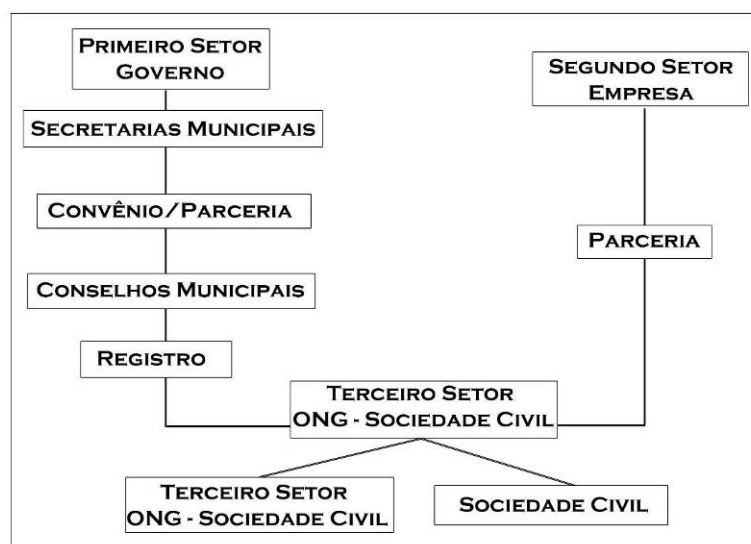 Primeiro Setor
Governo
Segundo Setor
Empresa
Secretarias Municipais
Convênio/Parceria
Parceria
Conselhos Municipais
Registro
Terceiro Setor
ONG - Sociedade Civil
Terceiro Setor
ONG - Sociedade Civil
Sociedade Civil